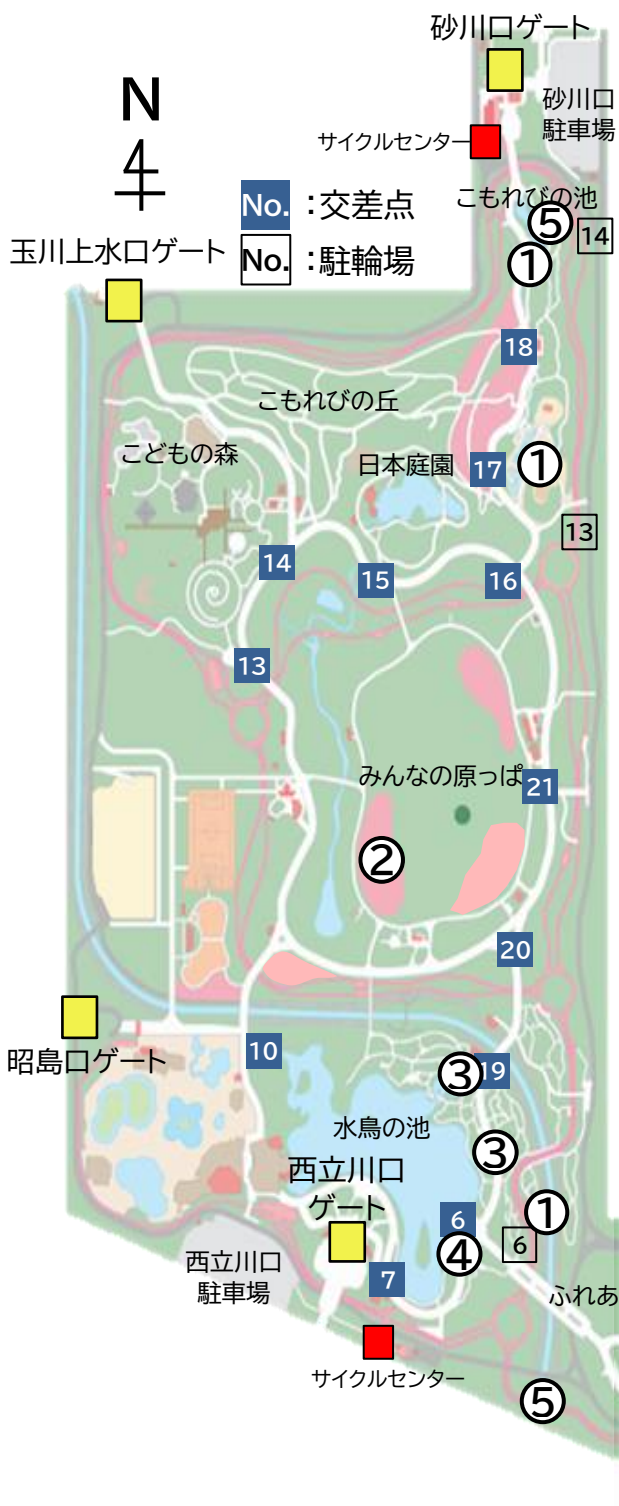 砂川口ゲート
N
砂川口
駐車場
サイクルセンター
No. :交差点
こもれびの池
⑤
14
玉川上水口ゲート
No. :駐輪場
①
18
こもれびの丘
こどもの森
日本庭園
17
①
13
14
15
16
13
みんなの原っぱ
21
②
20
昭島口ゲート
10
③
19
水鳥の池
③
西立川口
ゲート
6
①
6
④
西立川口
駐車場
7
ふれあ
サイクルセンター
⑤